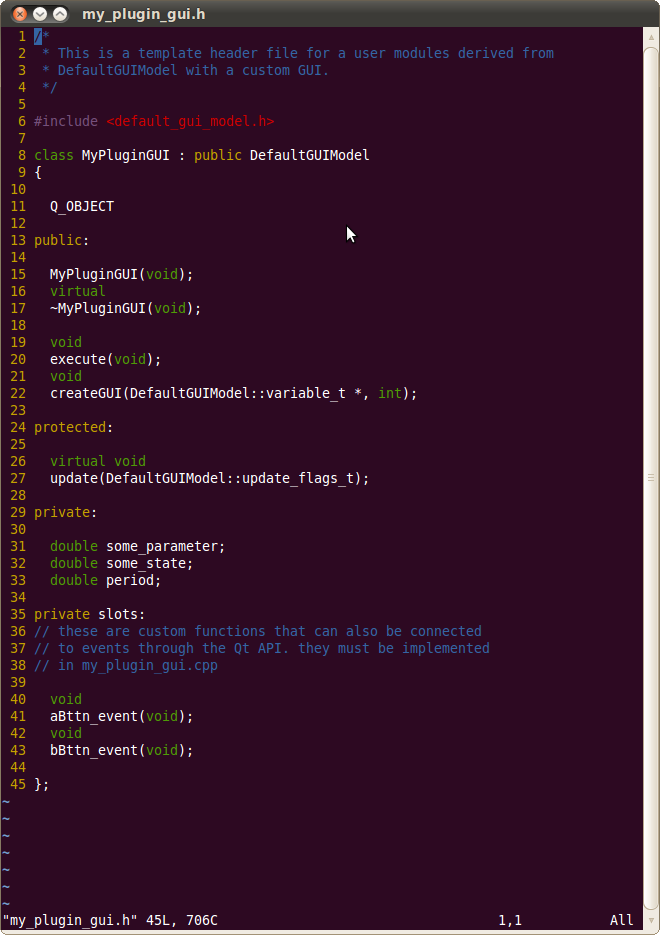 my_plugin_gui.h
1 /*
2  * This is a template header file for a user modules derived from
3  * DefaultGUIModel with a custom GUI.
4  */
5
6 #include <default_gui_model.h>
7
8 class MyPluginGUI : public DefaultGUIModel
9 {
10
11   Q_OBJECT
12
13 public:
14
15   MyPluginGUI(void);
16   virtual
17   ~MyPluginGUI(void);
18
19   void
20   execute(void);
21   void
22   createGUI(DefaultGUIModel::variable_t *, int);
23
24 protected:
25
26   virtual void
27   update(DefaultGUIModel::update_flags_t);
28
29 private:
30
31   double some_parameter;
32   double some_state;
33   double period;
34
35 private slots:
36 // these are custom functions that can also be connected
37 // to events through the Qt API. they must be implemented
38 // in my_plugin_gui.cpp
39
40   void
41   aBttn_event(void);
42   void
43   bBttn_event(void);
44
45 };
~
~
~
~
~
~
~
"my_plugin_gui.h" 45L, 706C 1,1 All